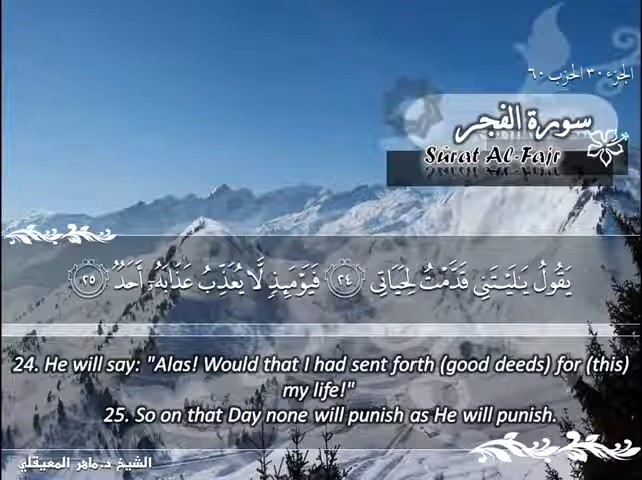 الجزء ٣٠ الحزب ٦٠
سورة الفجر
Sûrat Al-Fajr
يَقُولُ يَـٰلَيْتَنِى قَدَّمْتُ لِحَيَاتِى ٢٤ فَيَوْمَئِذٍ لَّا يُعَذِّبُ عَذَابَهُۥٓ أَحَدٌ ٢٥
24. He will say: "Alas! Would that I had sent forth (good deeds) for (this)
my life!"
25. So on that Day none will punish as He will punish.
الشيخ د.ماهر المعيقلي